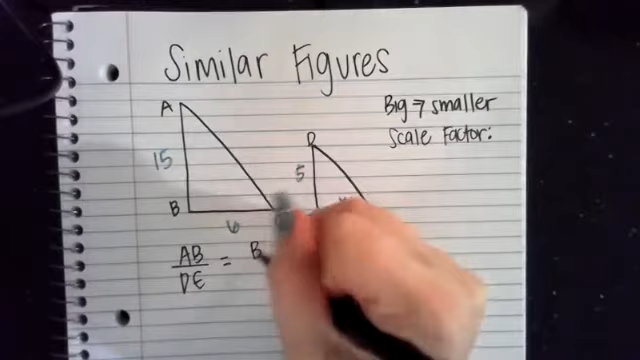 Similar Figures
Big → smaller
Scale Factor:
A
D
15
5
B
6
AB
DE
= B